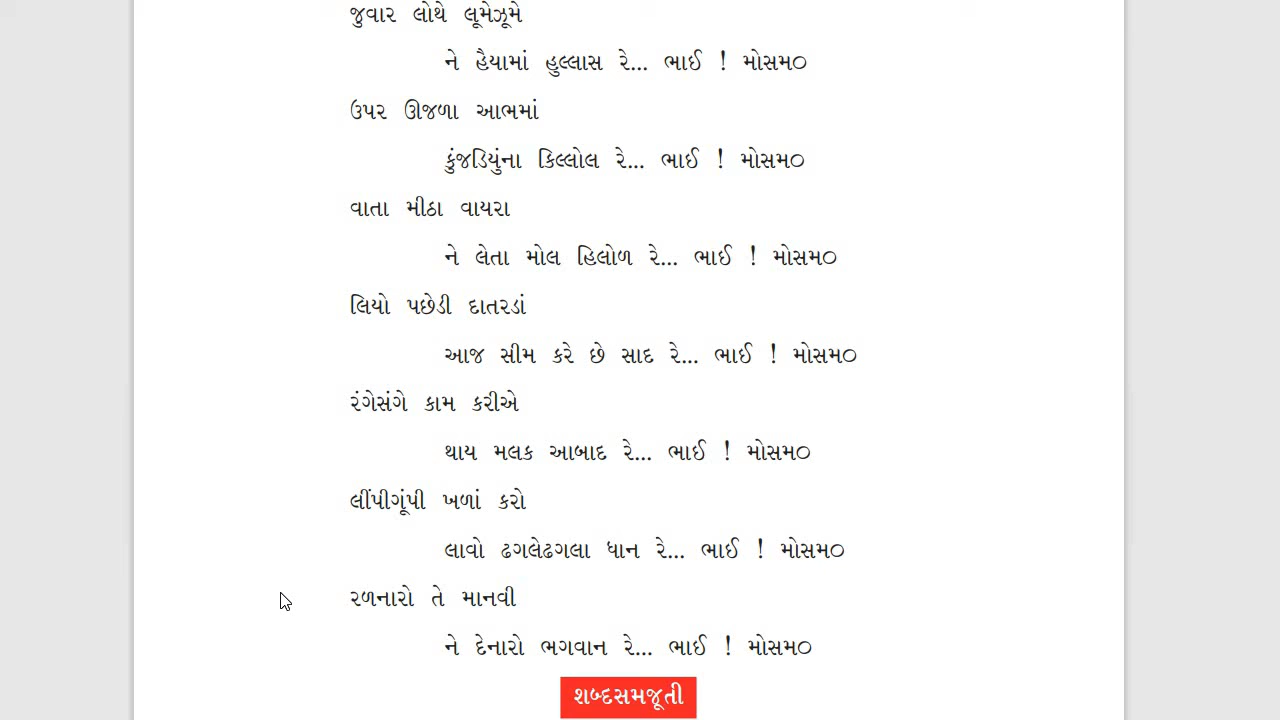 જુવાર લોથે લૂમેઝૂમે
ને હૈયામાં હુલ્લાસ રે... ભાઈ ! મોસમ૦
ઉપર ઊજળા આભમાં
કુંજડિયુંના કિલ્લોલ રે... ભાઈ ! મોસમ૦
વાતા મીઠા વાયરા
ને લેતા મોલ હિલોળ રે... ભાઈ ! મોસમ૦
લિયો પછેડી દાતરડાં
આજ સીમ કરે છે સાદ રે... ભાઈ ! મોસમ૦
રંગેસંગે કામ કરીએ
થાય મલક આબાદ રે... ભાઈ ! મોસમ૦
લીંપીગૂંપી ખળાં કરો
લાવો ઢગલેઢગલા ધાન રે... ભાઈ ! મોસમ૦
રળનારો તે માનવી
ને દેનારો ભગવાન રે... ભાઈ ! મોસમ૦
શબ્દસમજૂતી